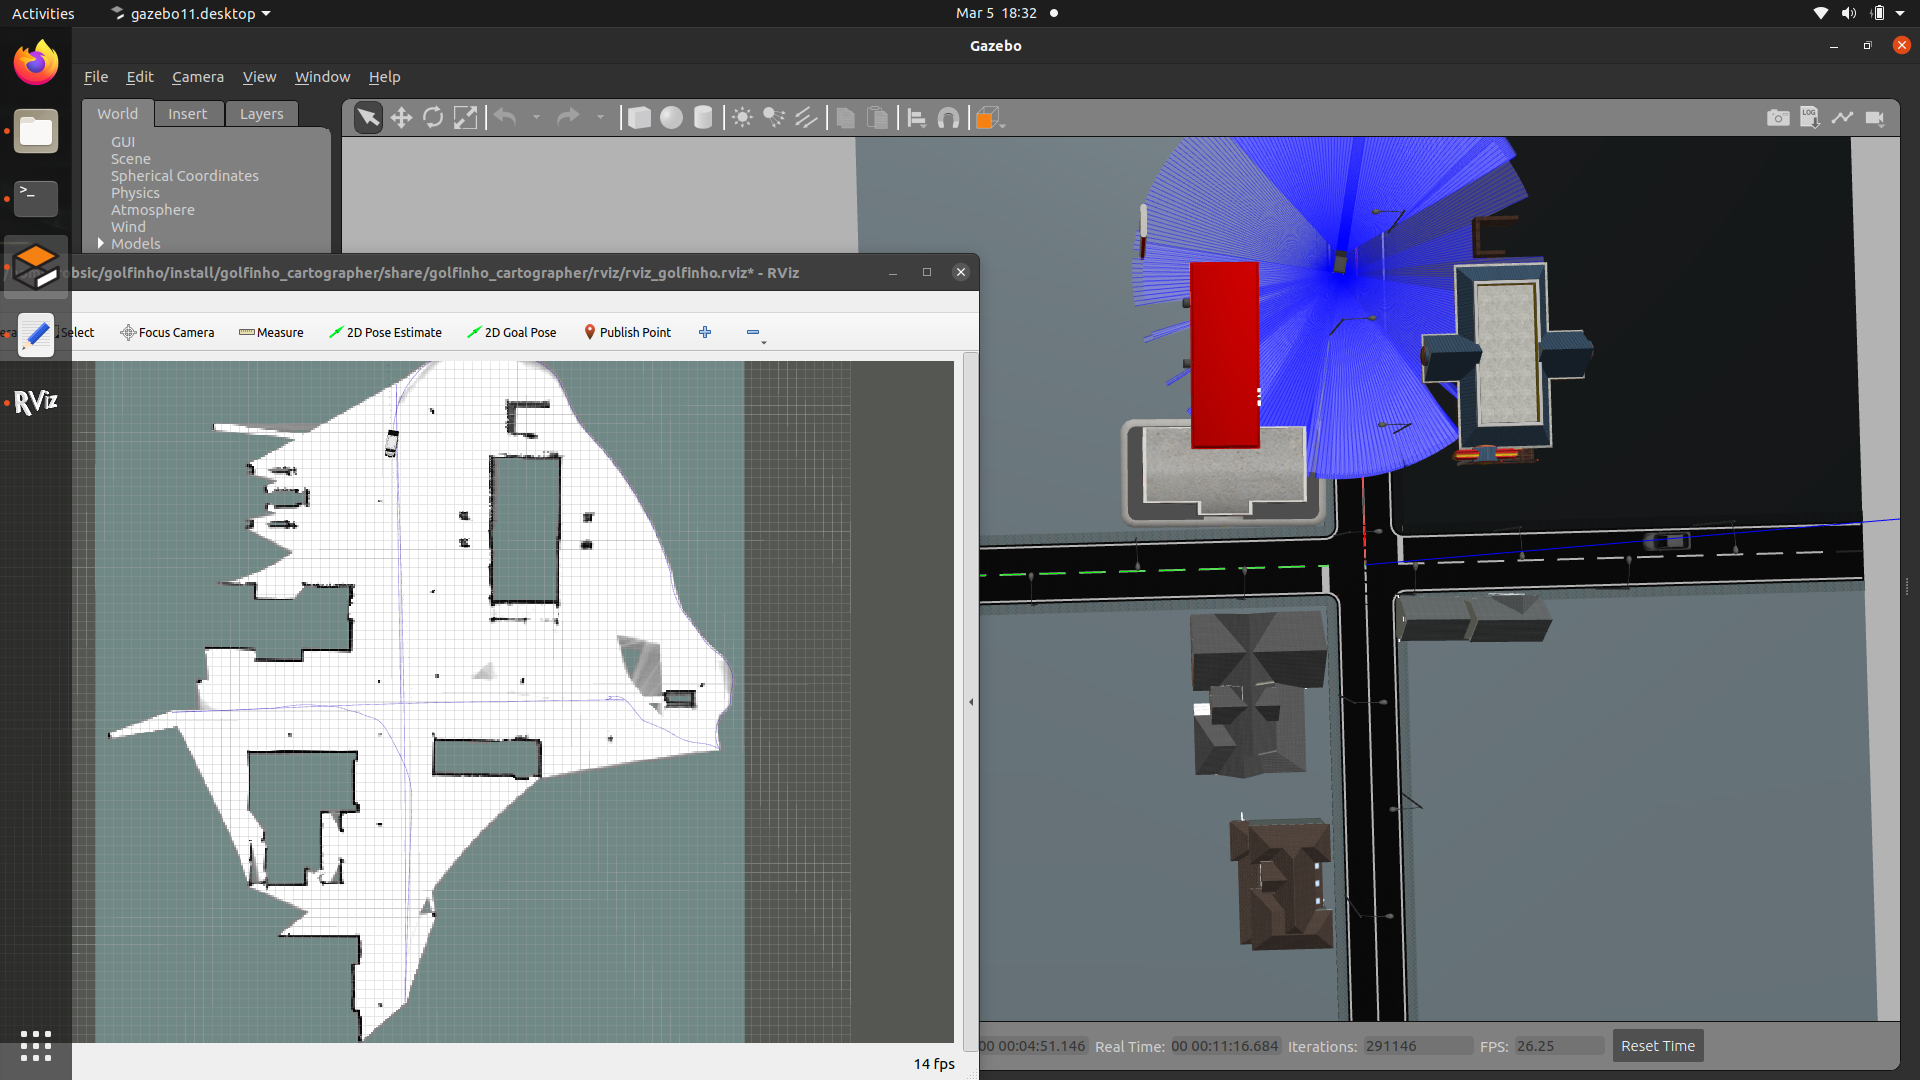 Activities
gazebo11.desktop
Mar 5 18:32
Gazebo
File Edit Camera View Window Help
World Insert Layers
GUI
Scene
Spherical Coordinates
Physics
Atmosphere
Wind
Models
LOG
obsic/golfinho/install/golfinho_cartographer/share/golfinho_cartographer/rviz/rviz_golfinho.rviz* - RViz
Select Focus Camera Measure 2D Pose Estimate 2D Goal Pose Publish Point
RViz
14 fps
00 00:04:51.146 Real Time: 00 00:11:16.684 Iterations: 291146 FPS: 26.25 Reset Time